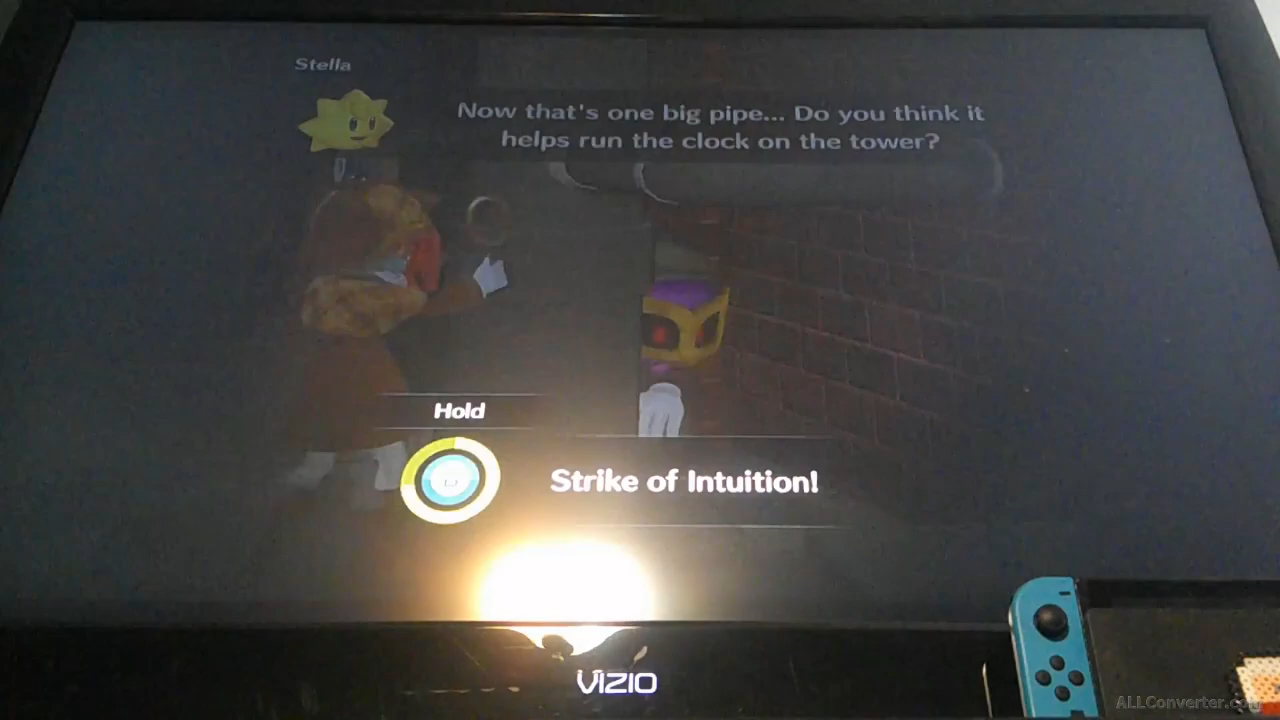 Stella
Now that's one big pipe... Do you think it
helps run the clock on the tower?
Hold
Strike of Intuition!
VIZIO
ALLConverter.com